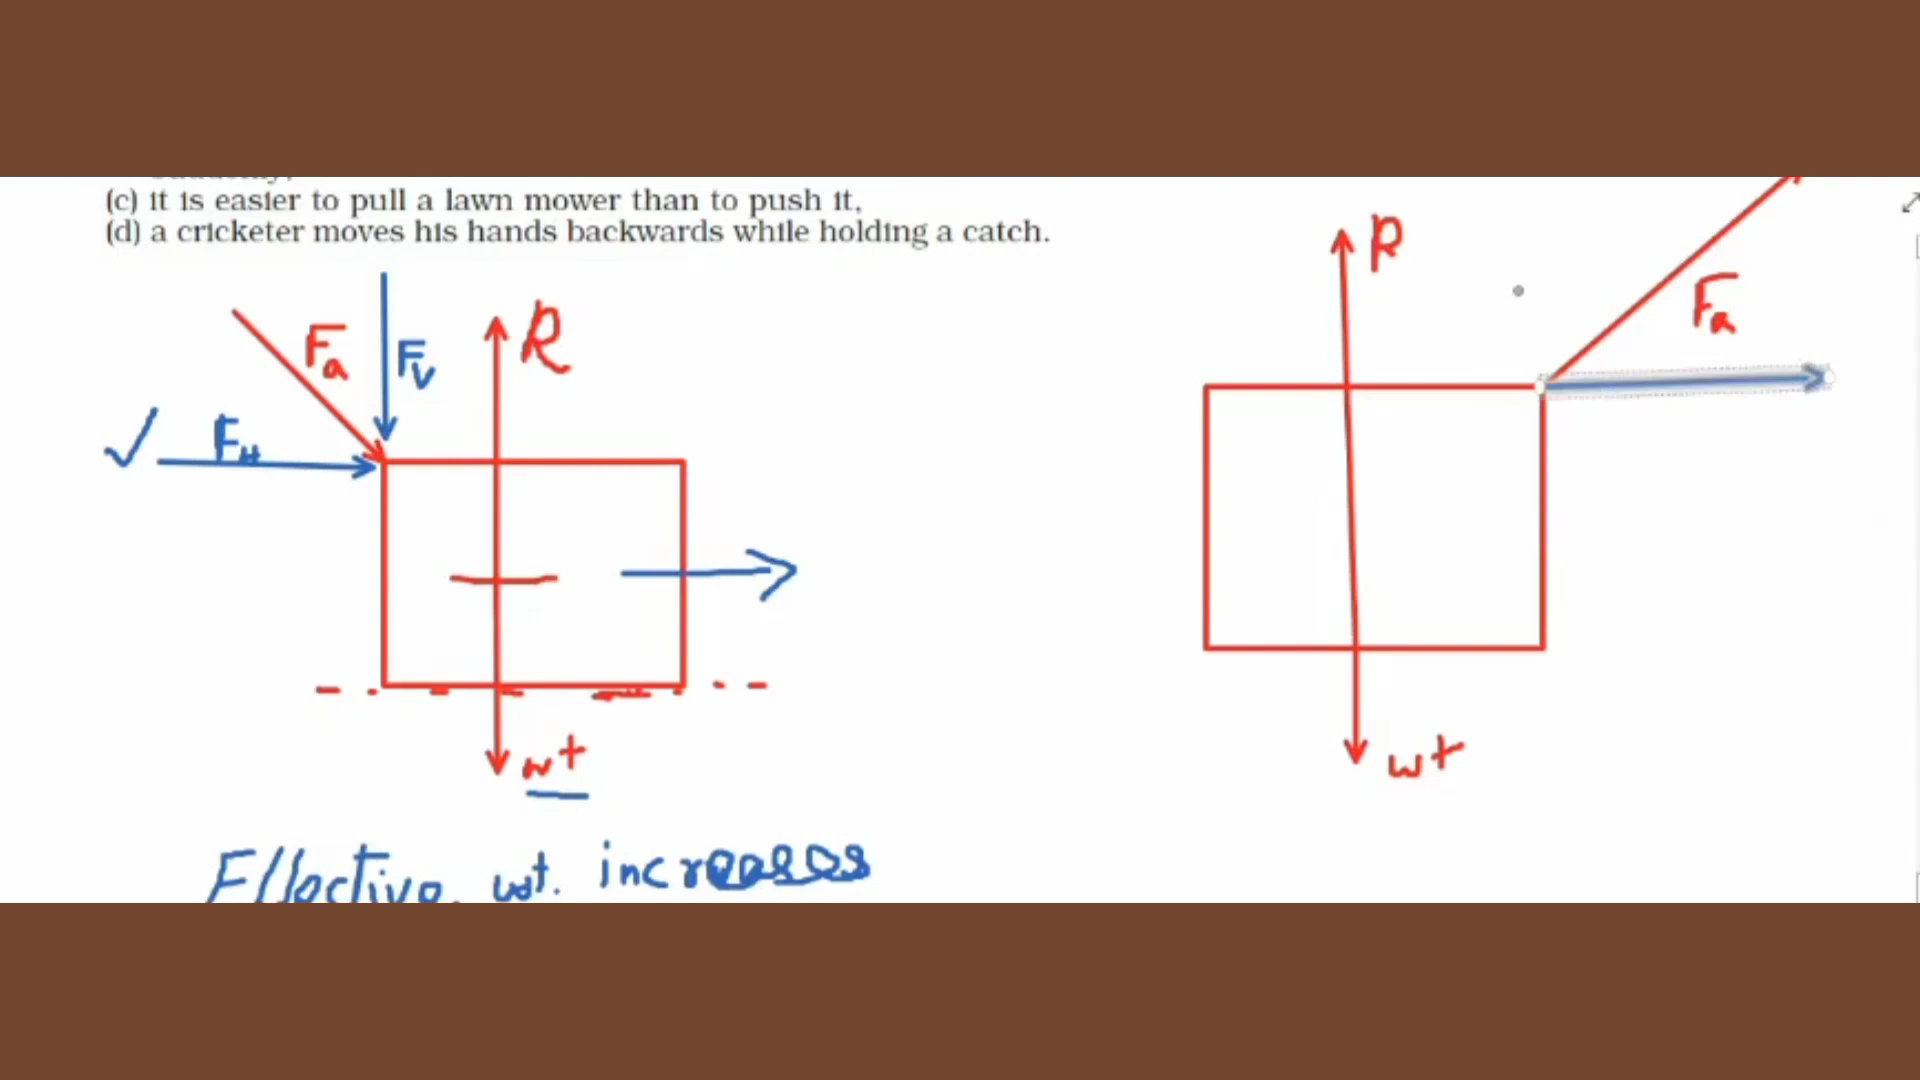 (c) it is easier to pull a lawn mower than to push it,
(d) a cricketer moves his hands backwards while holding a catch.
R
Fa
FV
R
Fa
FH
wt
wt
Effective wt. increases